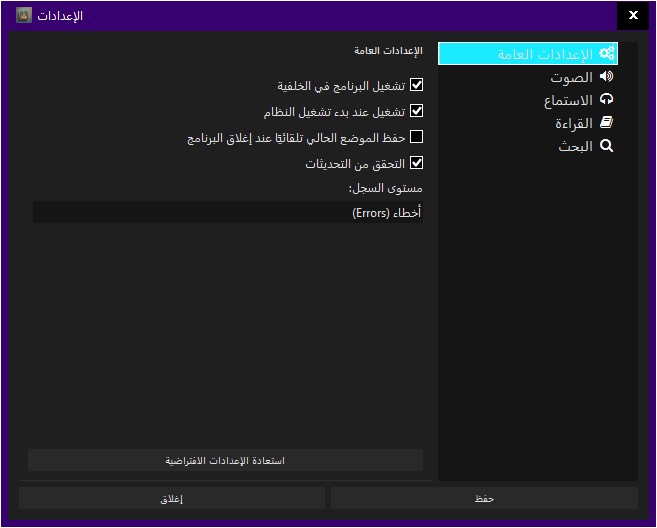 الإعدادات
X
الإعدادات العامة
الصوت
الاستماع
القراءة
البحث
الإعدادات العامة
تشغيل البرنامج في الخلفية
تشغيل عند بدء تشغيل النظام
حفظ الموضع الحالي تلقائيًا عند إغلاق البرنامج
التحقق من التحديثات
مستوى السجل:
أخطاء (Errors)
استعادة الإعدادات الافتراضية
حفظ
إغلاق